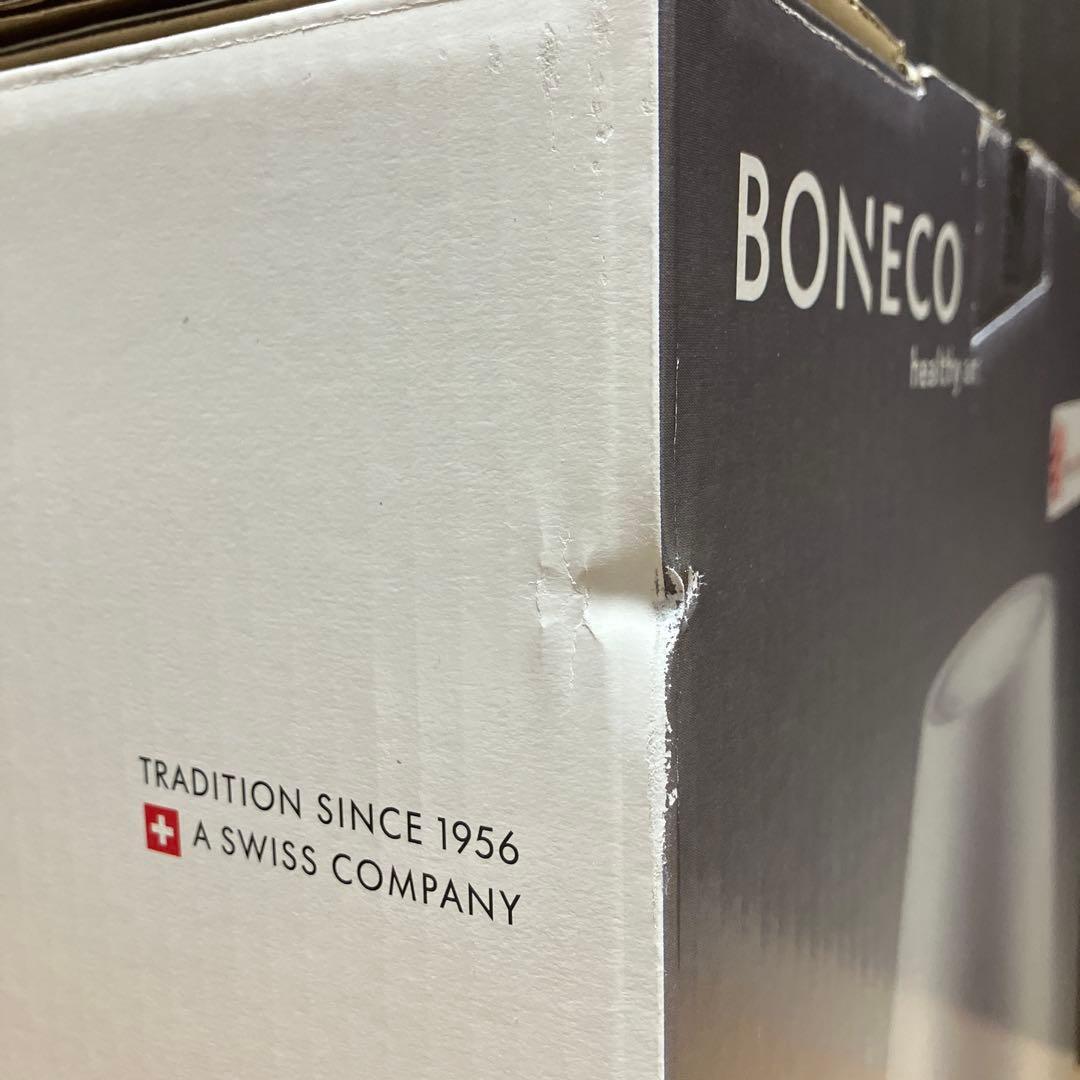 BONECO
healthy air
TRADITION SINCE 1956
A SWISS COMPANY